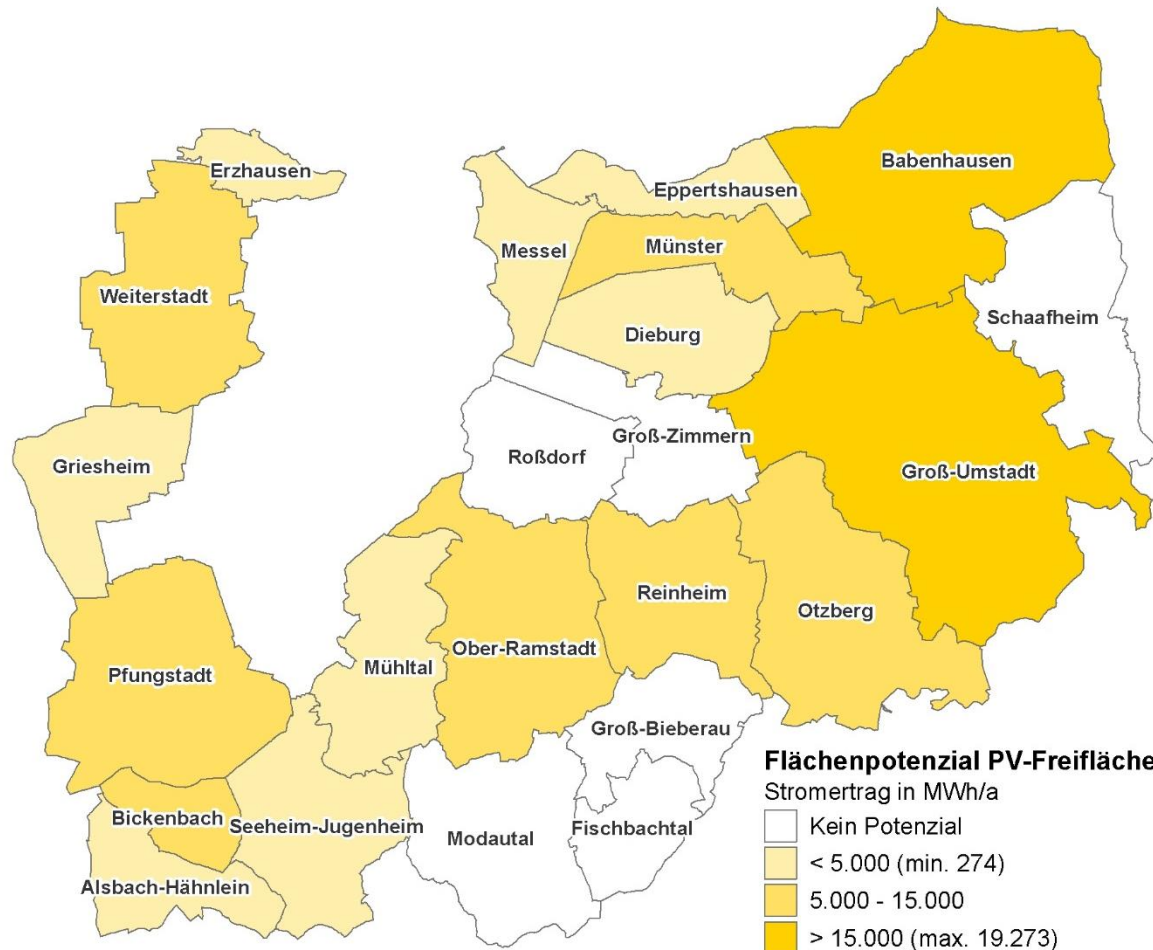 Erzhausen
Babenhausen
Eppertshausen
Messel
Münster
Weiterstadt
Schaafheim
Dieburg
Groß-Zimmern
Roßdorf
Griesheim
Groß-Umstadt
Reinheim
Otzberg
Ober-Ramstadt
Mühltal
Pfungstadt
Groß-Bieberau
Bickenbach
Seeheim-Jugenheim
Fischbachtal
Modautal
Alsbach-Hähnlein
Flächenpotenzial PV-Freifläche
Stromertrag in MWh/a
Kein Potenzial
< 5.000 (min. 274)
5.000 - 15.000
> 15.000 (max. 19.273)